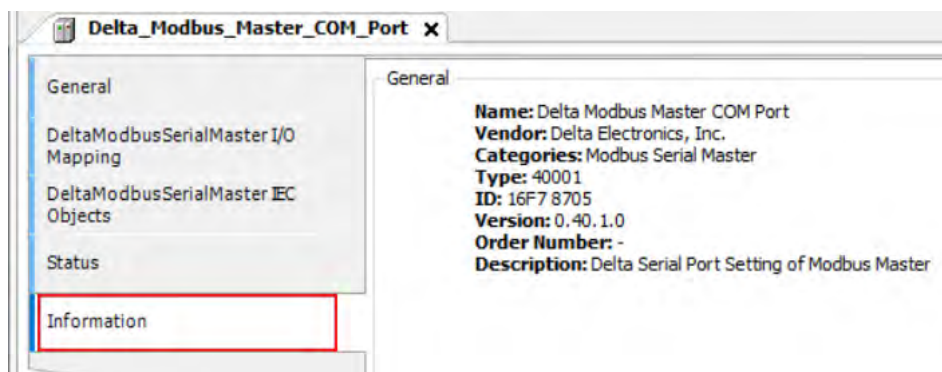 Delta_Modbus_Master_COM_Port X
General
DeltaModbusSerialMaster I/O
Mapping
DeltaModbusSerialMaster IEC
Objects
Status
Information
General
Name: Delta Modbus Master COM Port
Vendor: Delta Electronics, Inc.
Categories: Modbus Serial Master
Type: 40001
ID: 16F7 8705
Version: 0.40.1.0
Order Number: -
Description: Delta Serial Port Setting of Modbus Master